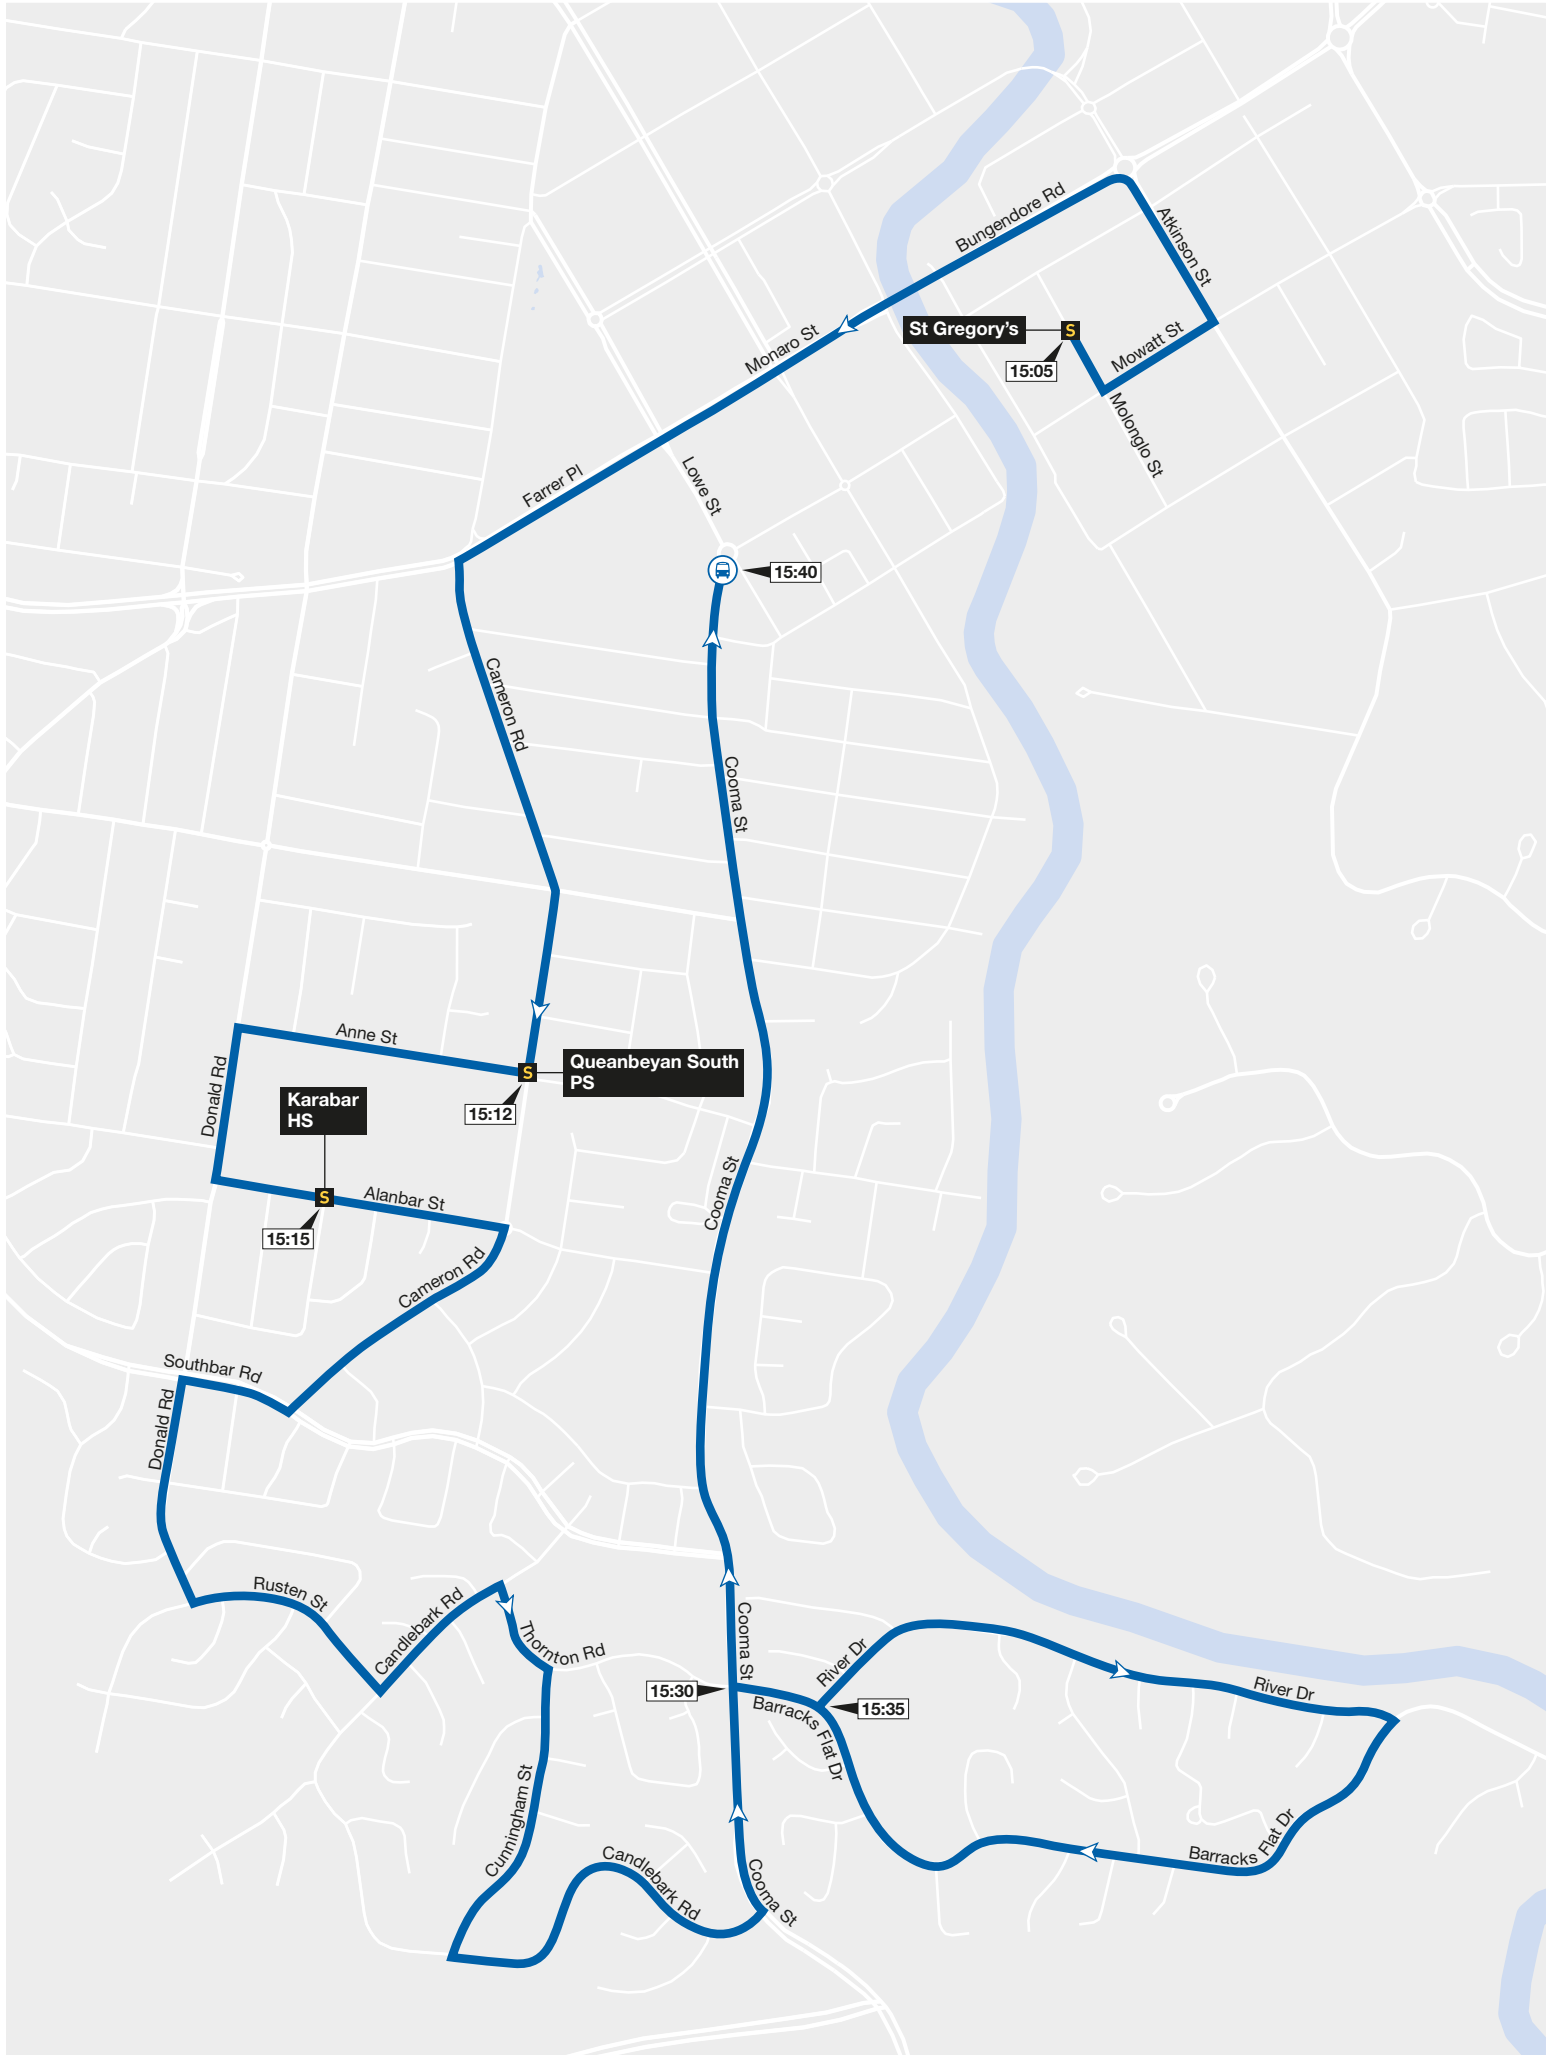 Bungendore Rd
Atkinson St
St Gregory’s
S
15:05
Mowatt St
Molonglo St
Monaro St
Farrer Pl
Lowe St
15:40
Cameron Rd
Cooma St
Anne St
Queanbeyan South
PS
S
15:12
Donald Rd
Karabar
HS
S
15:15
Alanbar St
Cooma St
Cameron Rd
Southbar Rd
Donald Rd
Rusten St
Candlebark Rd
Thornton Rd
Cooma St
River Dr
15:30
Barracks Flat Dr
15:35
River Dr
Cunningham St
Candlebark Rd
Cooma St
Barracks Flat Dr